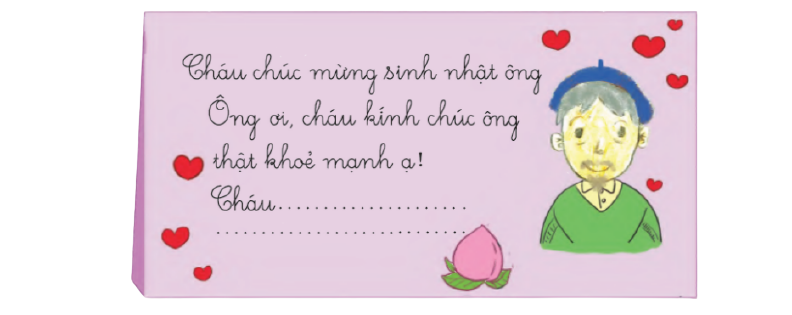 Cháu chúc mừng sinh nhật ông
Ông ơi, cháu kính chúc ông
thật khoẻ mạnh ạ!
Cháu......................
..............................